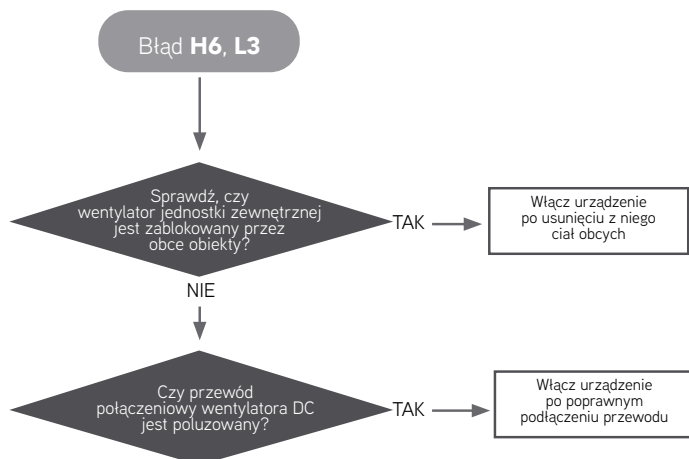 Błąd H6, L3
Sprawdź, czy
wentylator jednostki zewnętrznej
jest zablokowany przez
obce obiekty?
TAK
Włącz urządzenie
po usunięciu z niego
ciał obcych
NIE
Czy przewód
połączeniowy wentylatora DC
jest poluzowany?
TAK
Włącz urządzenie
po poprawnym
podłączeniu przewodu